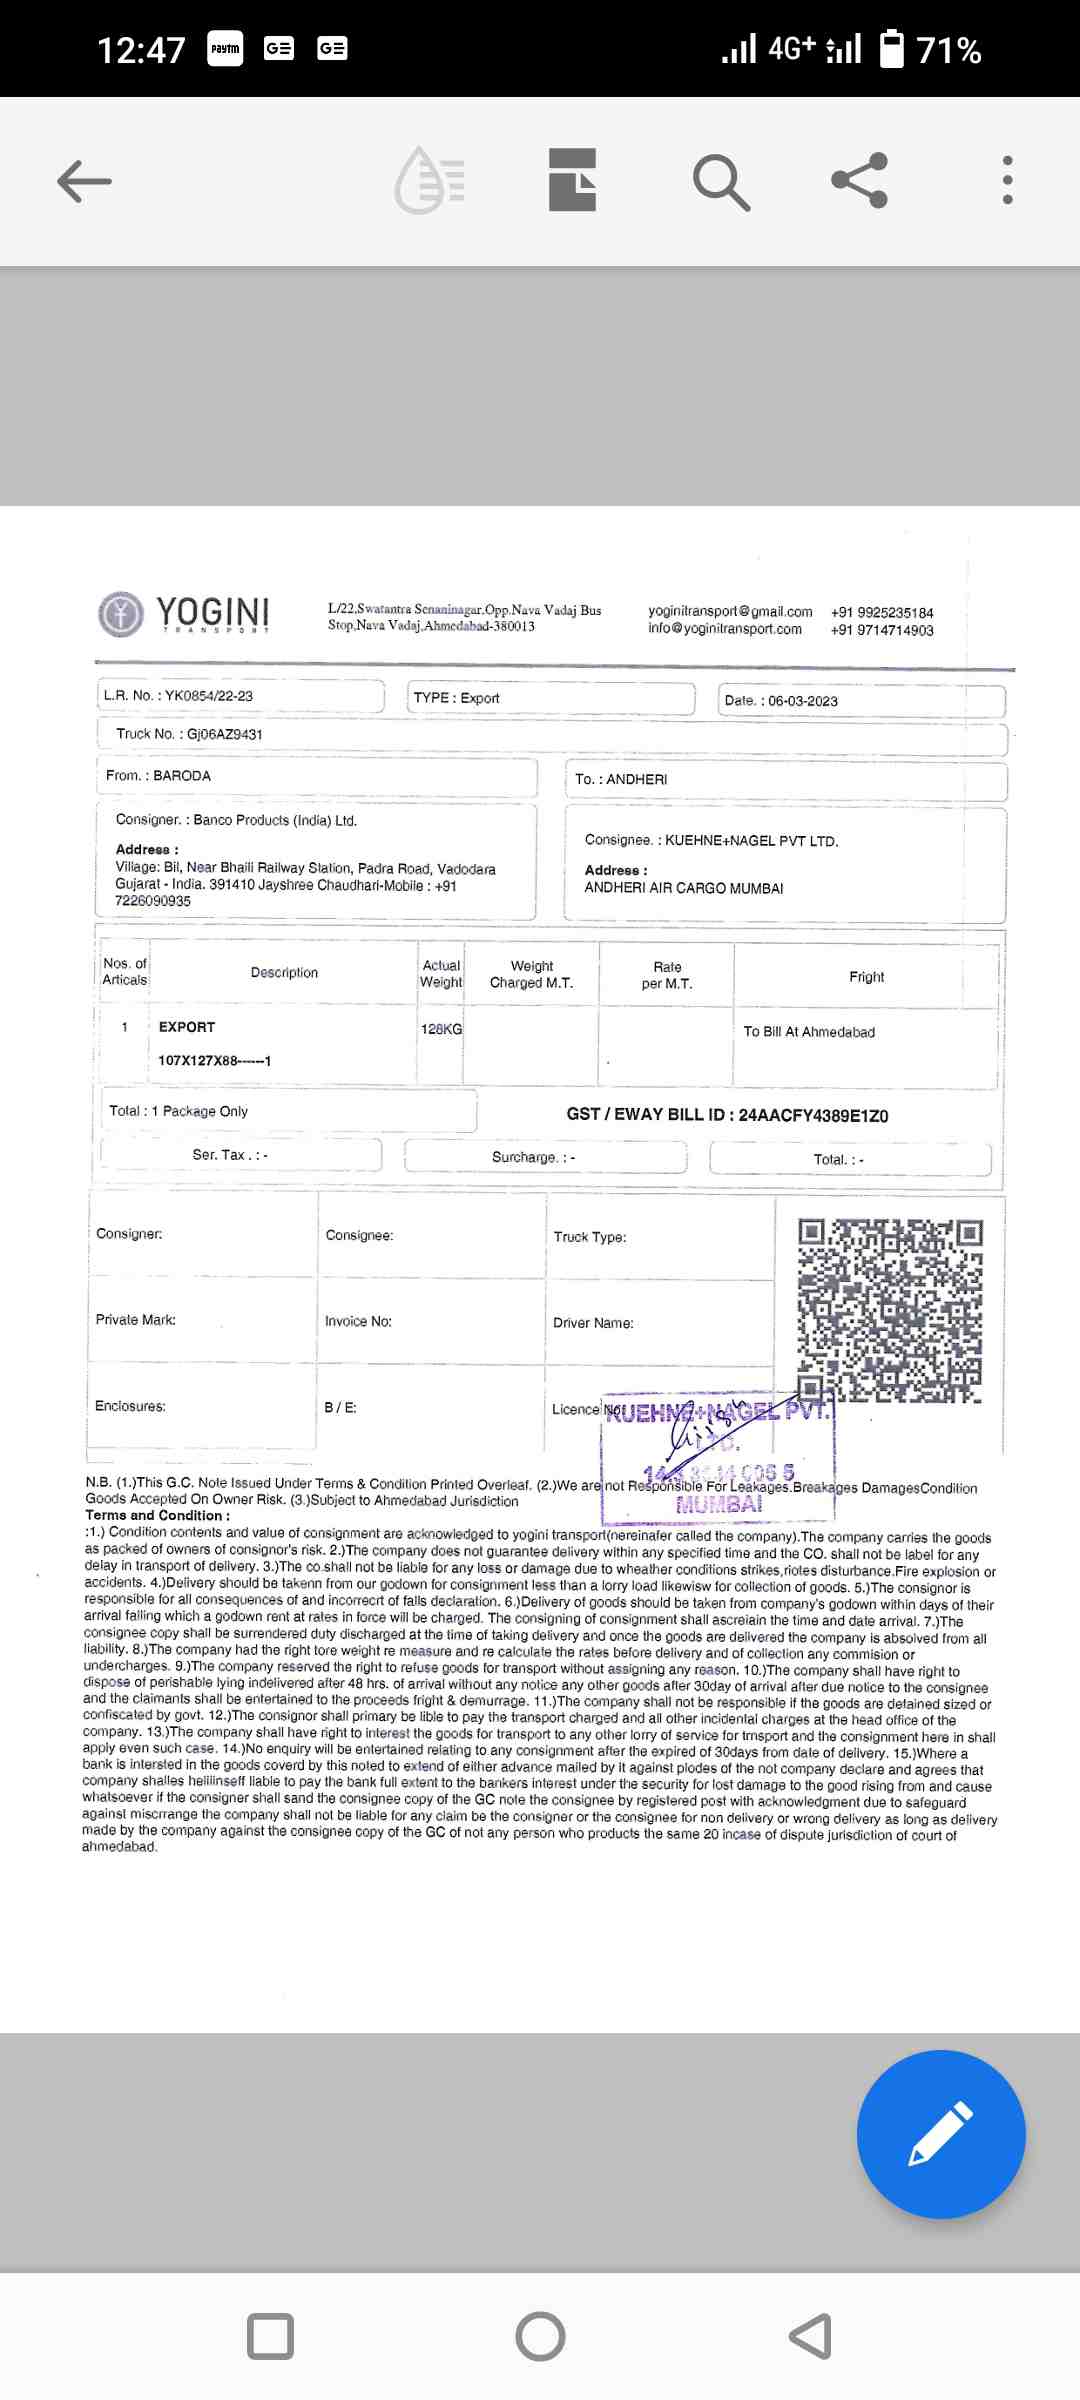 12:47 paytm GE GE 4G+ 71%
YOGINI
TRANSPORT
L/22,Swatantra Senaninagar,Opp.Nava Vadaj Bus
Stop,Nava Vadaj,Ahmedabad-380013
yoginitransport@gmail.com +91 9925235184
info@yoginitransport.com +91 9714714903
L.R. No. : YK0854/22-23 TYPE : Export Date. : 06-03-2023
Truck No. : Gj06AZ9431
From. : BARODA To. : ANDHERI
Consigner. : Banco Products (India) Ltd.
Address :
Village: Bil, Near Bhaili Railway Station, Padra Road, Vadodara
Gujarat - India. 391410 Jayshree Chaudhari-Mobile : +91
7226090935
Consignee. : KUEHNE+NAGEL PVT LTD.
Address :
ANDHERI AIR CARGO MUMBAI
Nos. of Articals Description Actual Weight Weight Charged M.T. Rate per M.T. Fright
1 EXPORT 128KG To Bill At Ahmedabad
107X127X88------1
Total : 1 Package Only GST / EWAY BILL ID : 24AACFY4389E1Z0
Ser. Tax . : - Surcharge. : - Total. : -
Consigner: Consignee: Truck Type:
Private Mark: Invoice No: Driver Name:
Enclosures: B / E: Licence No:
KUEHNE+NAGEL PVT.
LTD.
MUMBAI
N.B. (1.)This G.C. Note Issued Under Terms & Condition Printed Overleaf. (2.)We are not Responsible For Leakages.Breakages DamagesCondition
Goods Accepted On Owner Risk. (3.)Subject to Ahmedabad Jurisdiction
Terms and Condition :
:1.) Condition contents and value of consignment are acknowledged to yogini transport(nereinafer called the company).The company carries the goods
as packed of owners of consignor's risk. 2.)The company does not guarantee delivery within any specified time and the CO. shall not be label for any
delay in transport of delivery. 3.)The co.shall not be liable for any loss or damage due to wheather conditions strikes,riotes disturbance.Fire explosion or
accidents. 4.)Delivery should be takenn from our godown for consignment less than a lorry load likewisw for collection of goods. 5.)The consignor is
responsible for all consequences of and incorrecrt of falls declaration. 6.)Delivery of goods should be taken from company's godown within days of their
arrival falling which a godown rent at rates in force will be charged. The consigning of consignment shall ascreiain the time and date arrival. 7.)The
consignee copy shall be surrendered duty discharged at the time of taking delivery and once the goods are delivered the company is absolved from all
liability. 8.)The company had the right tore weight re measure and re calculate the rates before delivery and of collection any commision or
undercharges. 9.)The company reserved the right to refuse goods for transport without assigning any reason. 10.)The company shall have right to
dispose of perishable lying indelivered after 48 hrs. of arrival without any notice any other goods after 30day of arrival after due notice to the consignee
and the claimants shall be entertained to the proceeds fright & demurrage. 11.)The company shall not be responsible if the goods are detained sized or
confiscated by govt. 12.)The consignor shall primary be lible to pay the transport charged and all other incidental charges at the head office of the
company. 13.)The company shall have right to interest the goods for transport to any other lorry of service for trnsport and the consignment here in shall
apply even such case. 14.)No enquiry will be entertained relating to any consignment after the expired of 30days from date of delivery. 15.)Where a
bank is intersted in the goods coverd by this noted to extend of either advance mailed by it against plodes of the not company declare and agrees that
company shalles heliilinseff liable to pay the bank full extent to the bankers interest under the security for lost damage to the good rising from and cause
whatsoever if the consigner shall sand the consignee copy of the GC note the consignee by registered post with acknowledgment due to safeguard
against miscrrange the company shall not be liable for any claim be the consigner or the consignee for non delivery or wrong delivery as long as delivery
made by the company against the consignee copy of the GC of not any person who products the same 20 incase of dispute jurisdiction of court of
ahmedabad.